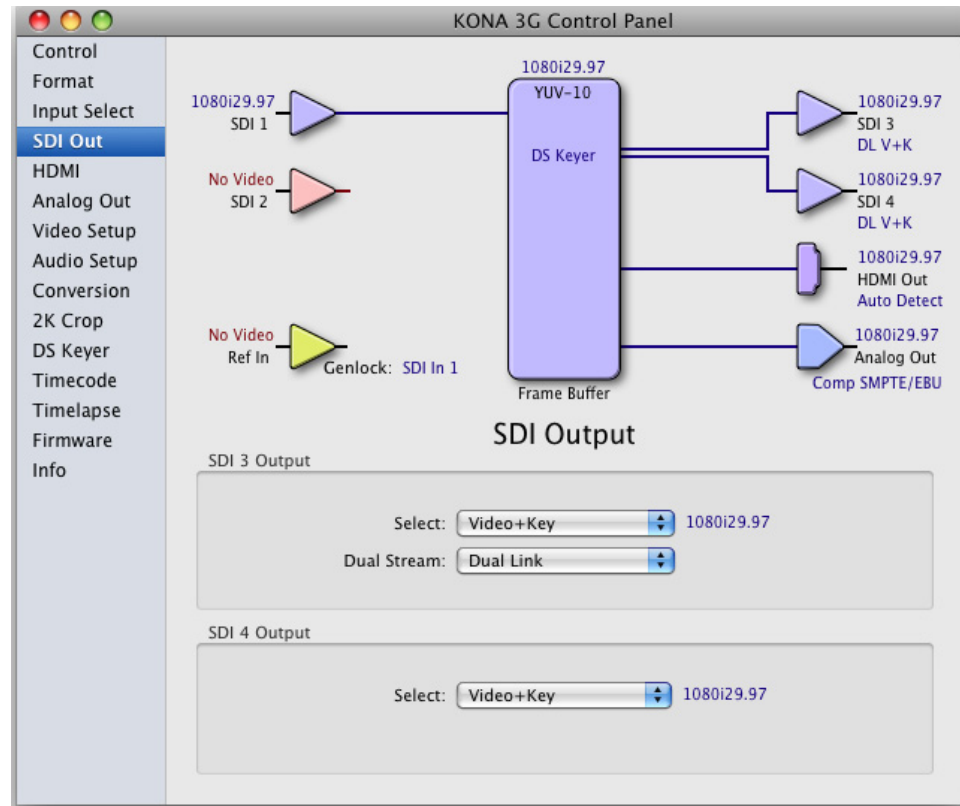 KONA 3G Control Panel
Control
Format
Input Select
SDI Out
HDMI
Analog Out
Video Setup
Audio Setup
Conversion
2K Crop
DS Keyer
Timecode
Timelapse
Firmware
Info
1080i29.97
SDI 1
No Video
SDI 2
No Video
Ref In
Genlock: SDI In 1
1080i29.97
YUV-10
DS Keyer
Frame Buffer
1080i29.97
SDI 3
DL V+K
1080i29.97
SDI 4
DL V+K
1080i29.97
HDMI Out
Auto Detect
1080i29.97
Analog Out
Comp SMPTE/EBU
SDI Output
SDI 3 Output
Select: Video+Key 1080i29.97
Dual Stream: Dual Link
SDI 4 Output
Select: Video+Key 1080i29.97